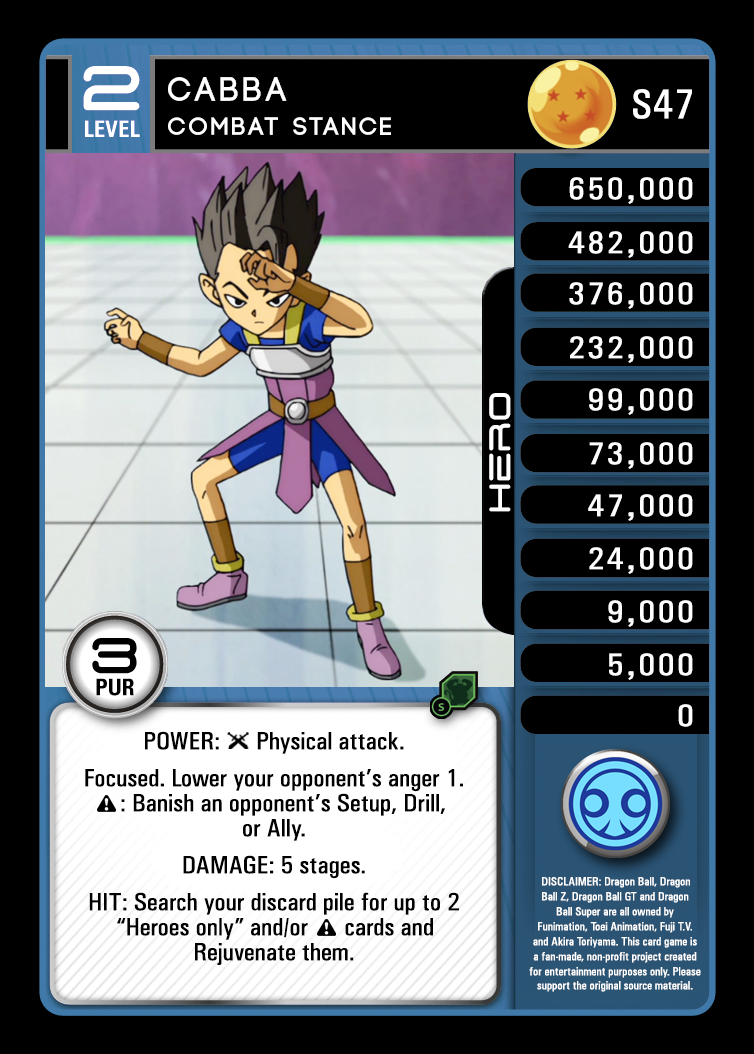 2
LEVEL
CABBA
COMBAT STANCE
S47
650,000
482,000
376,000
232,000
99,000
73,000
47,000
24,000
9,000
5,000
0
HERO
3
PUR
S
POWER: Physical attack.
Focused. Lower your opponent's anger 1.
: Banish an opponent's Setup, Drill,
or Ally.
DAMAGE: 5 stages.
HIT: Search your discard pile for up to 2
“Heroes only” and/or cards and
Rejuvenate them.
DISCLAIMER: Dragon Ball, Dragon
Ball Z, Dragon Ball GT and Dragon
Ball Super are all owned by
Funimation, Toei Animation, Fuji T.V.
and Akira Toriyama. This card game is
a fan-made, non-profit project created
for entertainment purposes only. Please
support the original source material.